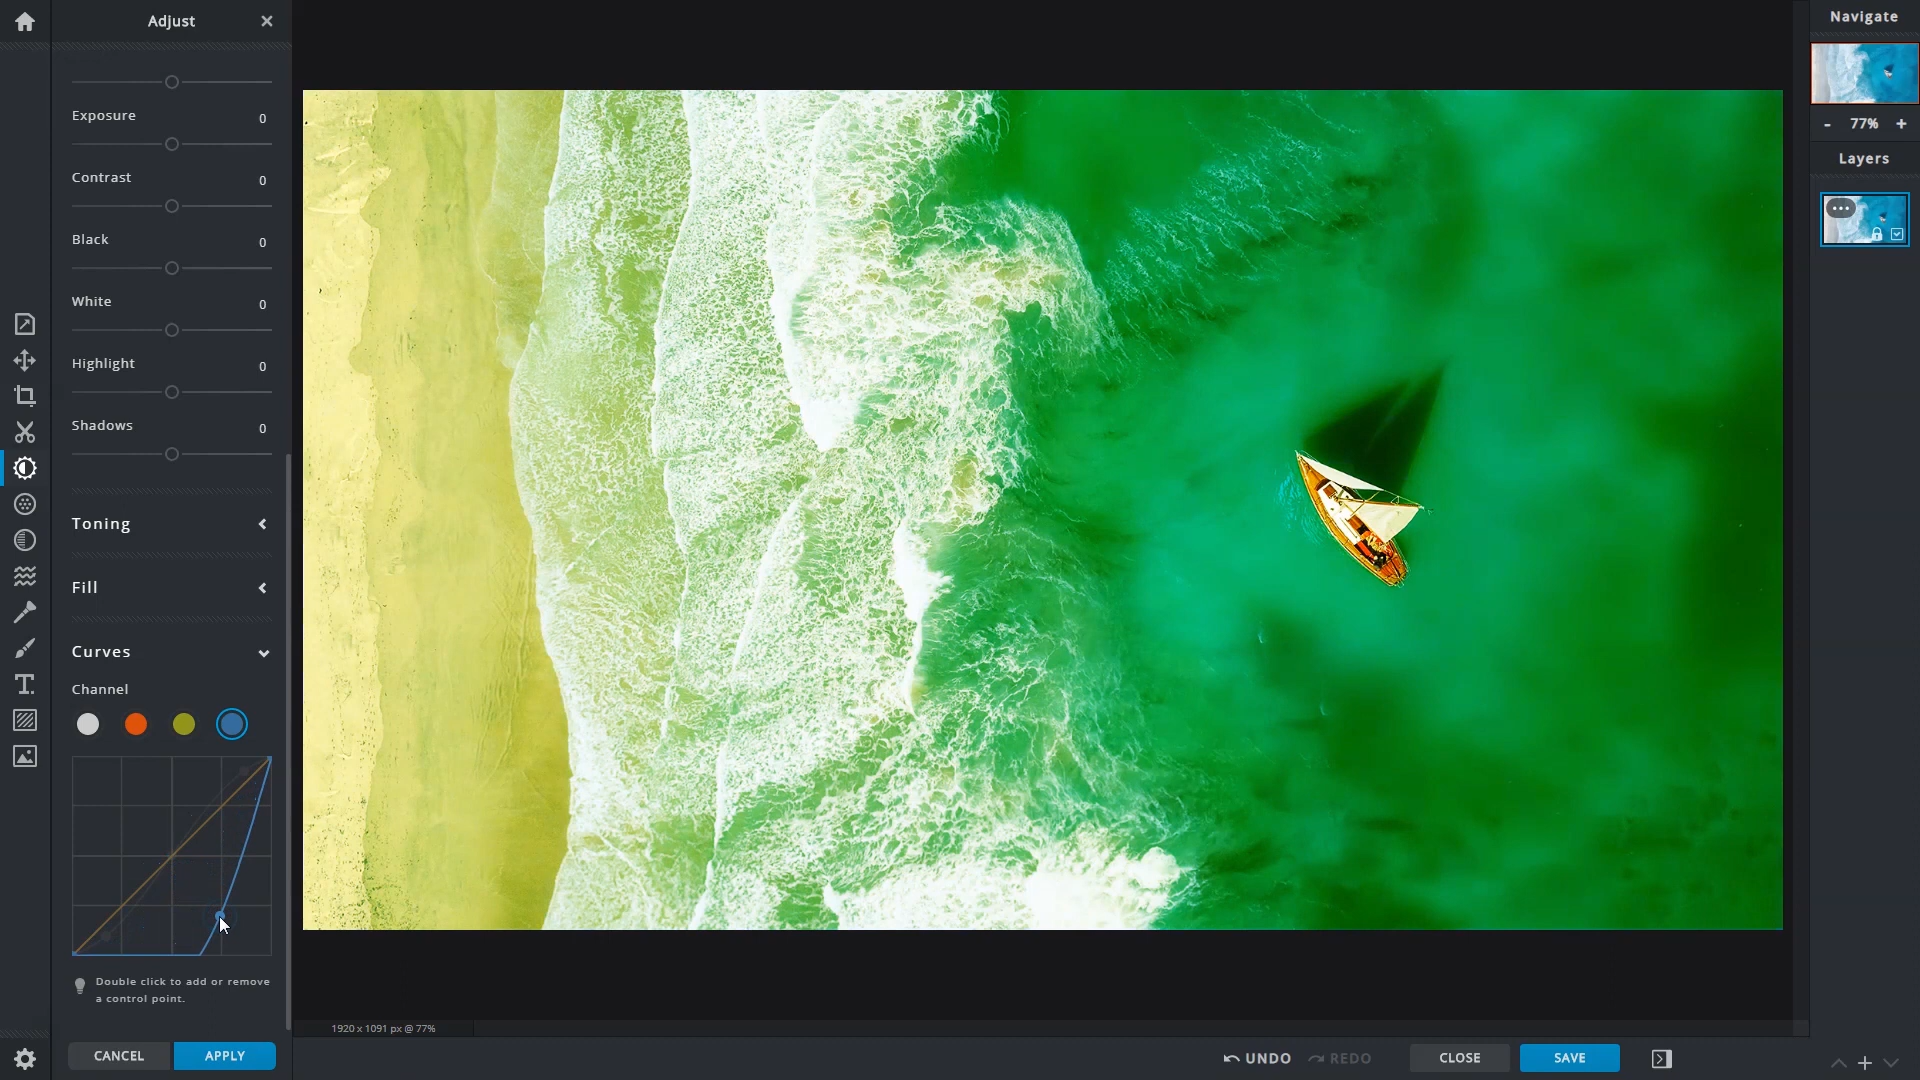 Adjust
Exposure 0
Contrast 0
Black 0
White 0
Highlight 0
Shadows 0
Toning
Fill
Curves
Channel
Double click to add or remove
a control point.
CANCEL APPLY
1920 x 1091 px @ 77%
UNDO REDO CLOSE SAVE
Navigate
- 77% +
Layers